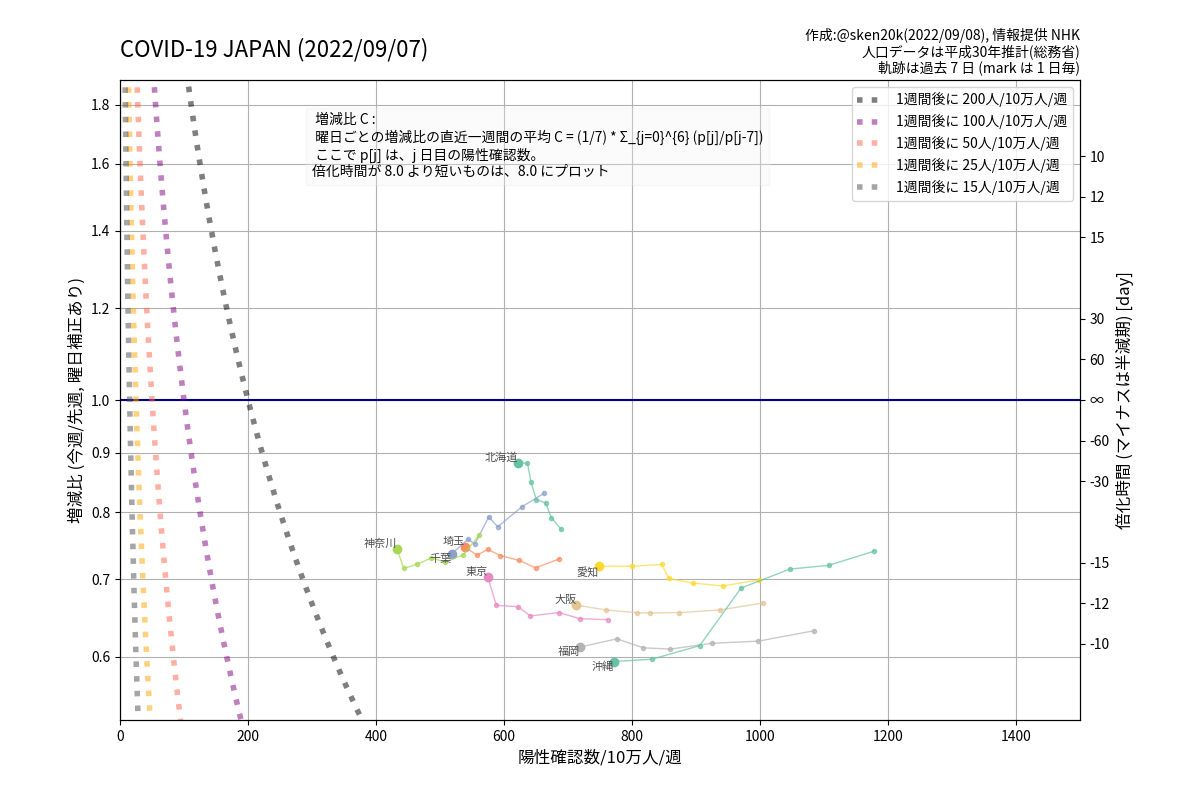 COVID-19 JAPAN (2022/09/07)
作成:@sken20k(2022/09/08), 情報提供 NHK
人口データは平成30年推計(総務省)
軌跡は過去 7 日 (mark は 1 日毎)
増減比 C :
曜日ごとの増減比の直近一週間の平均 C = (1/7) * Σ_{j=0}^{6} (p[j]/p[j-7])
ここで p[j] は、j 日目の陽性確認数。
倍化時間が 8.0 より短いものは、8.0 にプロット
1週間後に 200人/10万人/週
1週間後に 100人/10万人/週
1週間後に 50人/10万人/週
1週間後に 25人/10万人/週
1週間後に 15人/10万人/週
増減比 (今週/先週, 曜日補正あり)
1.8
1.6
1.4
1.2
1.0
0.9
0.8
0.7
0.6
北海道
神奈川
埼玉
千葉
東京
愛知
大阪
福岡
沖縄
10
12
15
30
60
∞
-60
-30
-15
-12
-10
倍化時間 (マイナスは半減期) [day]
0
200
400
600
800
1000
1200
1400
陽性確認数/10万人/週